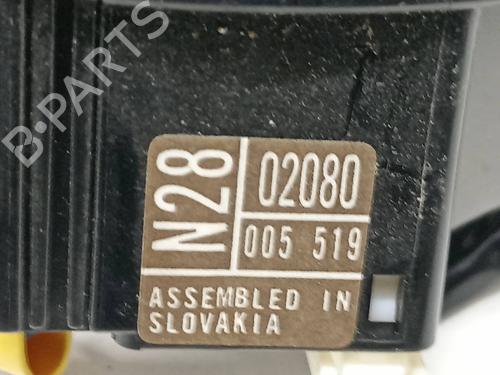 B-PARTS
N28
02080
005 519
ASSEMBLED IN
SLOVAKIA